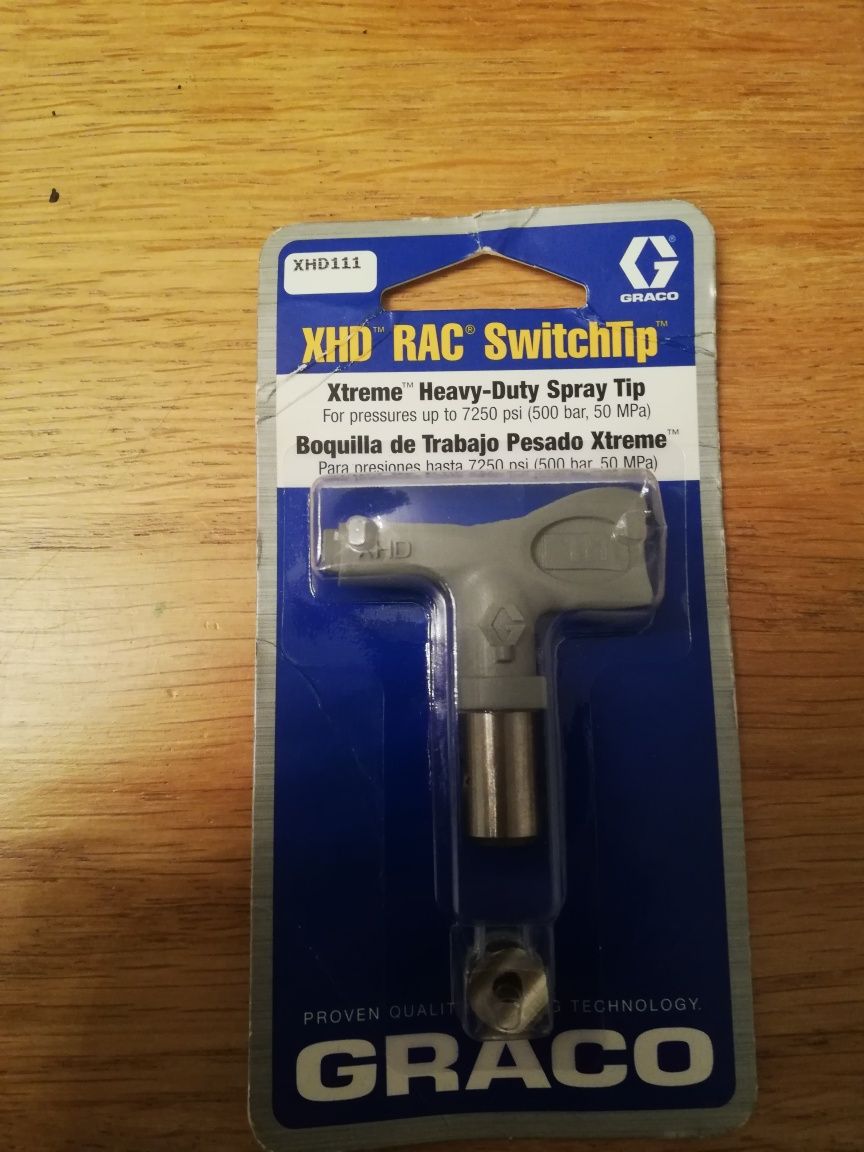 XHD111
GRACO
XHD™ RAC® SwitchTip™
Xtreme™ Heavy-Duty Spray Tip
For pressures up to 7250 psi (500 bar, 50 MPa)
Boquilla de Trabajo Pesado Xtreme™
Para presiones hasta 7250 psi (500 bar, 50 MPa)
XHD
PROVEN TECHNOLOGY.
GRACO